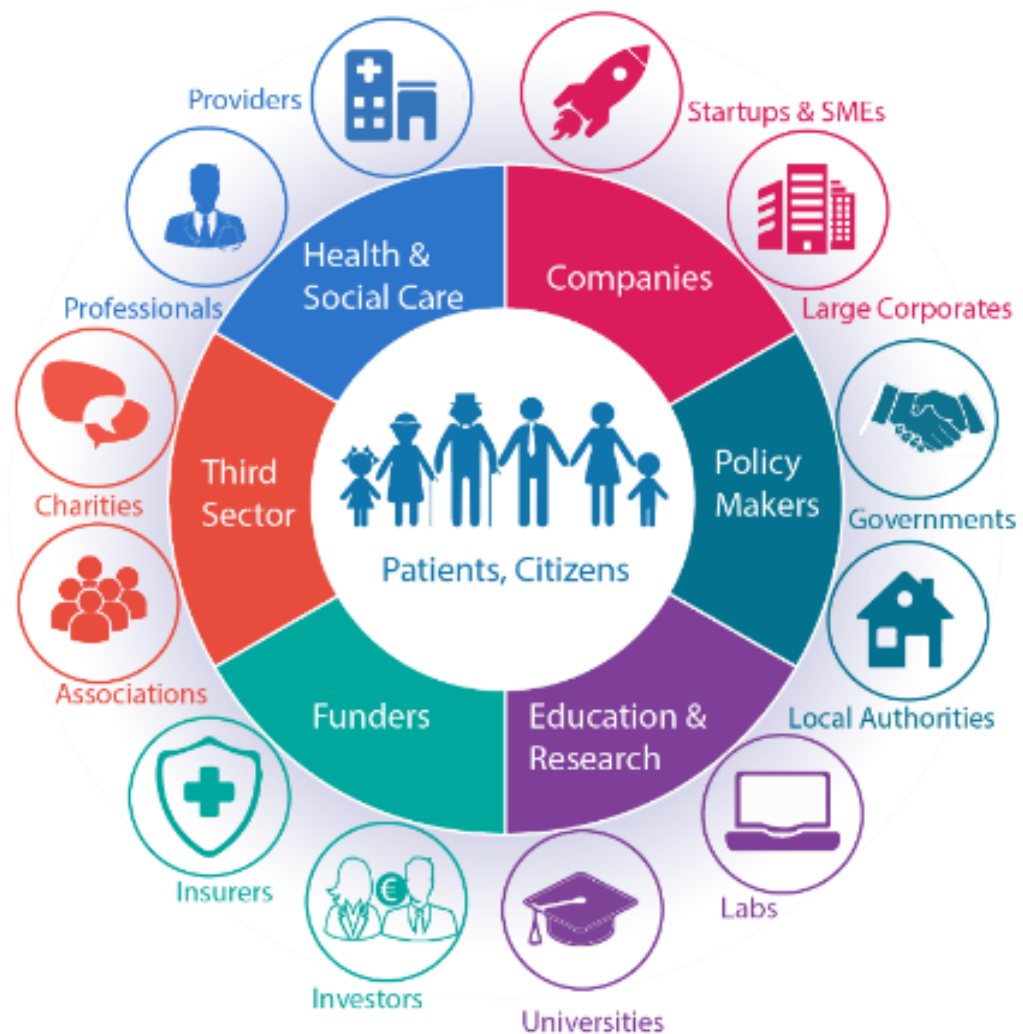 Providers
Startups & SMEs
Professionals
Health &
Social Care
Companies
Large Corporates
Charities
Third
Sector
Policy
Makers
Governments
Patients, Citizens
Associations
Funders
Education &
Research
Local Authorities
Insurers
€
Labs
Investors
Universities